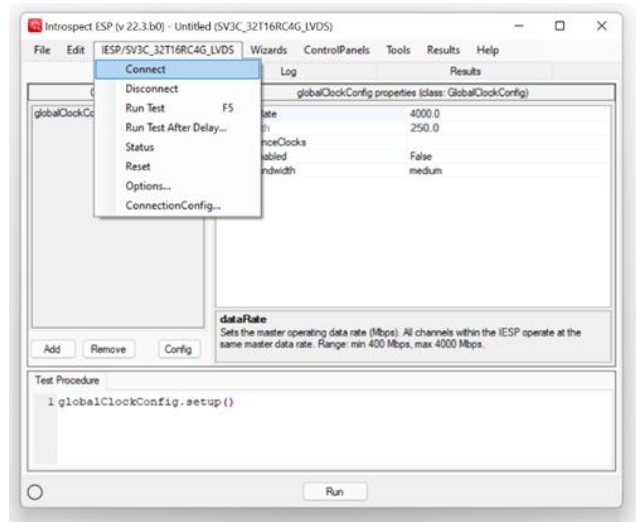 Introspect ESP (v 22.3.b0) - Untitled (SV3C_32T16RC4G_LVDS)
File Edit IESP/SV3C_32T16RC4G_LVDS Wizards ControlPanels Tools Results Help
Connect
Disconnect
Run Test F5
Run Test After Delay...
Status
Reset
Options...
ConnectionConfig...
Log Results
globalClockConfig properties (class: GlobalClockConfig)
4000.0
250.0
False
medium
dataRate
Sets the master operating data rate (Mbps). All channels within the IESP operate at the
same master data rate. Range: min 400 Mbps, max 4000 Mbps.
Add Remove Config
Test Procedure
1 globalClockConfig.setup()
Run